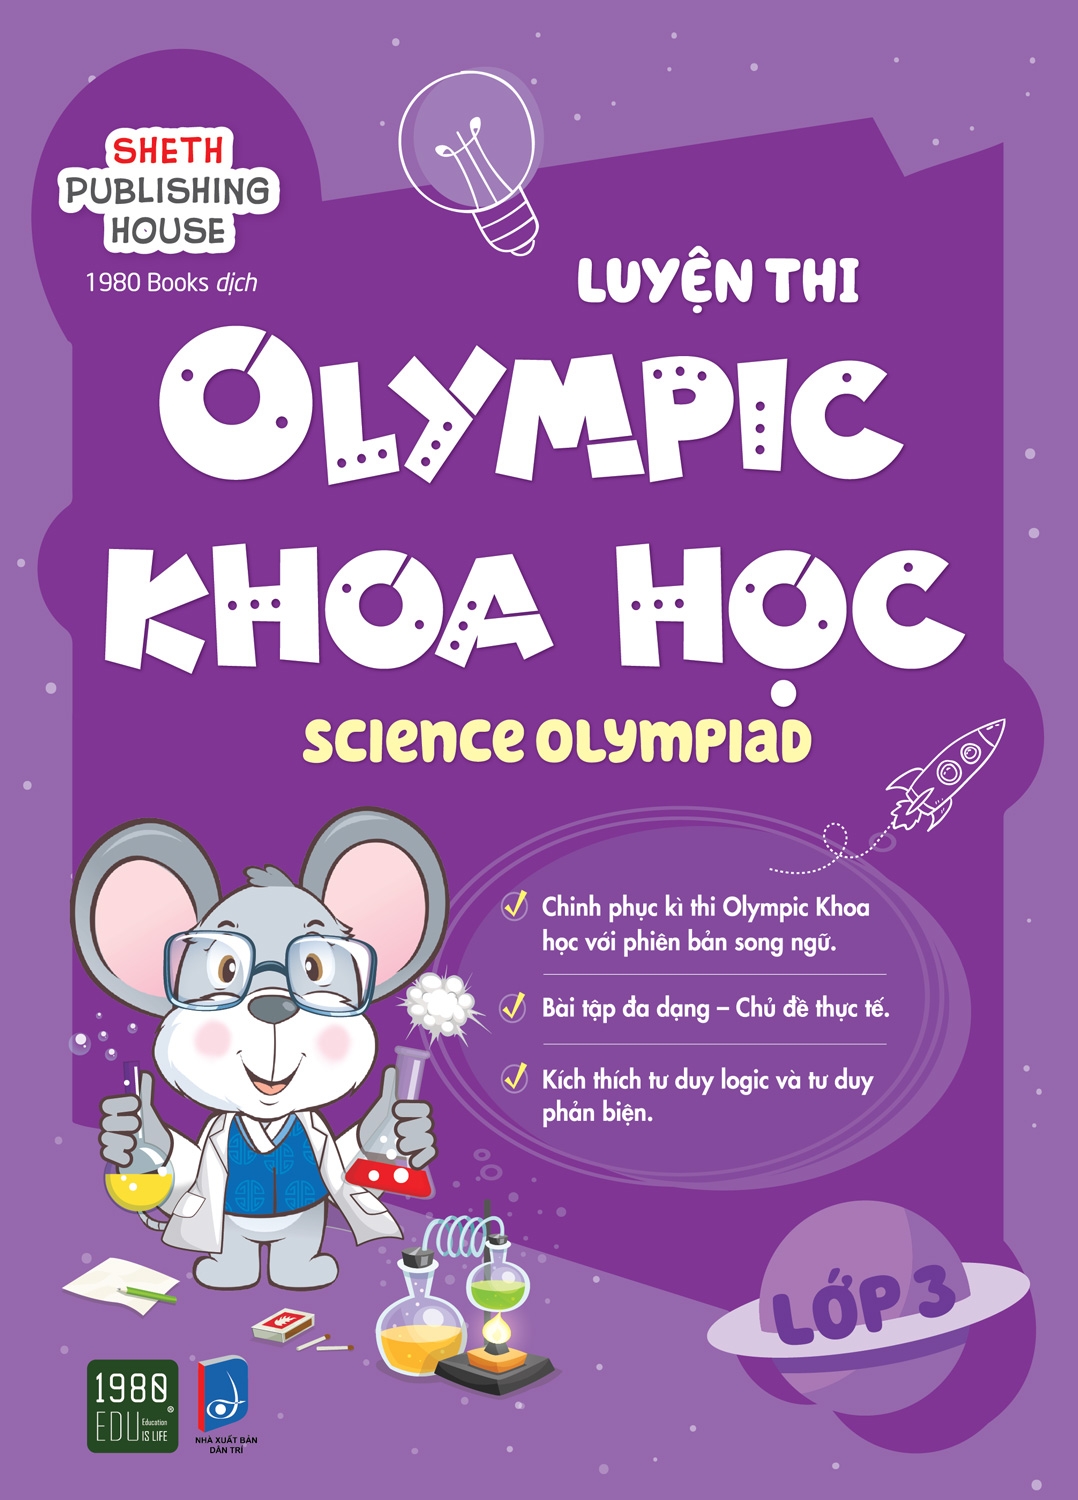 SHETH
PUBLISHING
HOUSE
1980 Books dịch
LUYỆN THI
OLYMPIC
KHOA HỌC
SCIENCE OLYMPIAD
Chinh phục kì thi Olympic Khoa
học với phiên bản song ngữ.
Bài tập đa dạng – Chủ đề thực tế.
Kích thích tư duy logic và tư duy
phản biện.
LỚP 3
1980
EDU Education
IS LIFE
®
NHÀ XUẤT BẢN
DÂN TRÍ